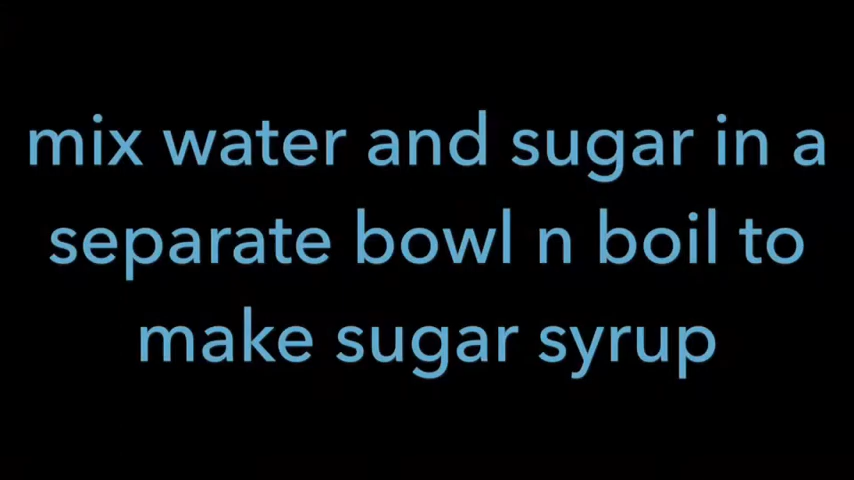 mix water and sugar in a
separate bowl n boil to
make sugar syrup